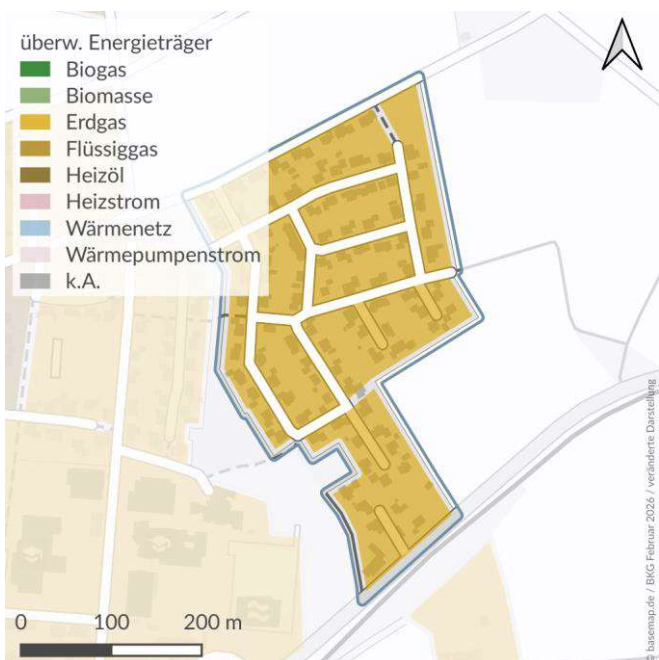 überw. Energieträger
Biogas
Biomasse
Erdgas
Flüssiggas
Heizöl
Heizstrom
Wärmenetz
Wärmepumpenstrom
k.A.
0 100 200 m
© basemap.de / BKG Februar 2026 / veränderte Darstellung